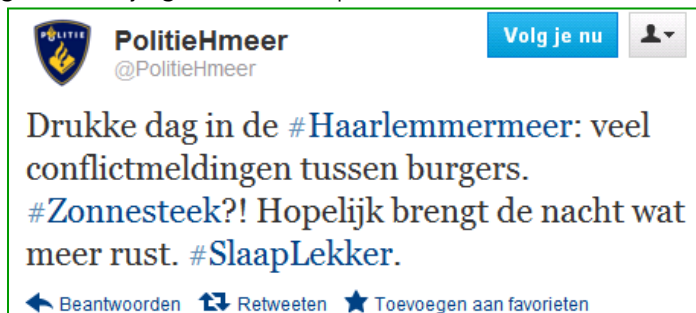 POLITIE
PolitieHmeer
@PolitieHmeer
Volg je nu
Drukke dag in de #Haarlemmermeer: veel
conflictmeldingen tussen burgers.
#Zonnesteek?! Hopelijk brengt de nacht wat
meer rust. #SlaapLekker.
Beantwoorden Retweeten Toevoegen aan favorieten